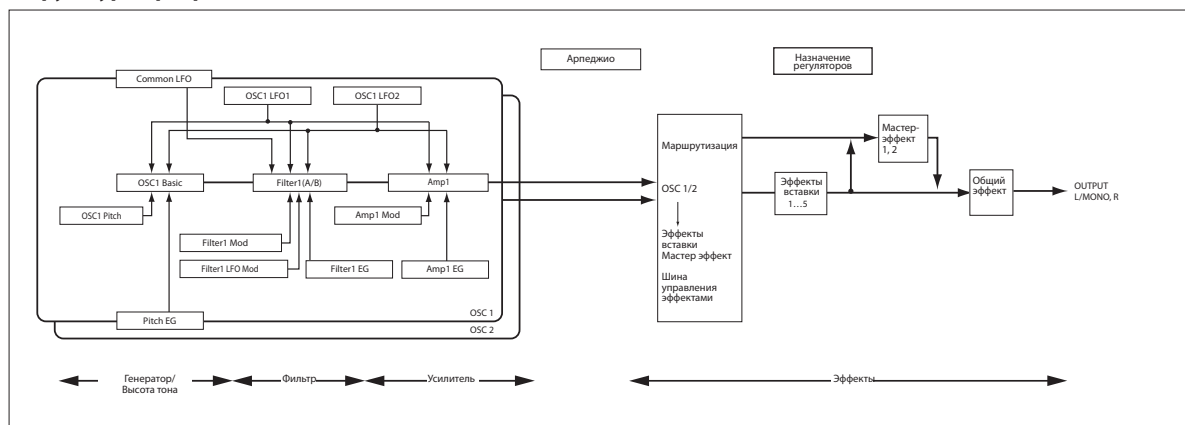 Арпеджио
Назначение
регуляторов
Common LFO
OSC1 LFO1
OSC1 LFO2
OSC1 Basic
Filter1(A/B)
Amp1
OSC1 Pitch
Amp1 Mod
Filter1 Mod
Filter1 LFO Mod
Filter1 EG
Amp1 EG
Pitch EG
OSC 1
OSC 2
Маршрутизация
OSC 1/2
Эффекты
вставки
Мастер эффект
Шина
управления
эффектами
Эффекты
вставки
1...5
Мастер-
эффект
1, 2
Общий
эффект
OUTPUT
L/MONO, R
Генератор/
Высота тона
Фильтр
Усилитель
Эффекты